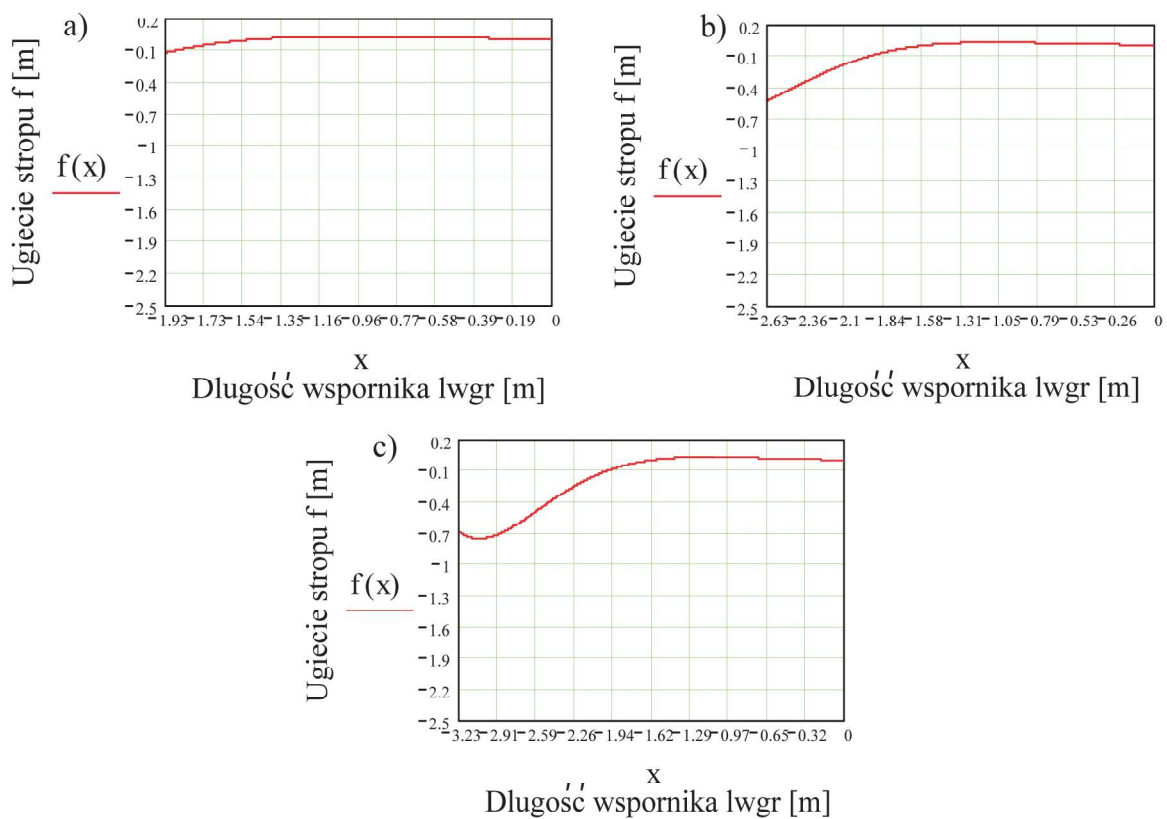 a)
Ugiecie stropu f [m]
f(x)
0.2
−0.1
−0.4
−0.7
−1
−1.3
−1.6
−1.9
−2.2
−2.5
−1.93 −1.73 −1.54 −1.35 −1.16 −0.96 −0.77 −0.58 −0.39 −0.19 0
x
Dlugość wspornika lwgr [m]
b)
Ugiecie stropu f [m]
f(x)
0.2
−0.1
−0.4
−0.7
−1
−1.3
−1.6
−1.9
−2.2
−2.5
−2.63 −2.36 −2.1 −1.84 −1.58 −1.31 −1.05 −0.79 −0.53 −0.26 0
x
Dlugość wspornika lwgr [m]
c)
Ugiecie stropu f [m]
f(x)
0.2
−0.1
−0.4
−0.7
−1
−1.3
−1.6
−1.9
−2.2
−2.5
−3.23 −2.91 −2.59 −2.26 −1.94 −1.62 −1.29 −0.97 −0.65 −0.32 0
x
Dlugość wspornika lwgr [m]